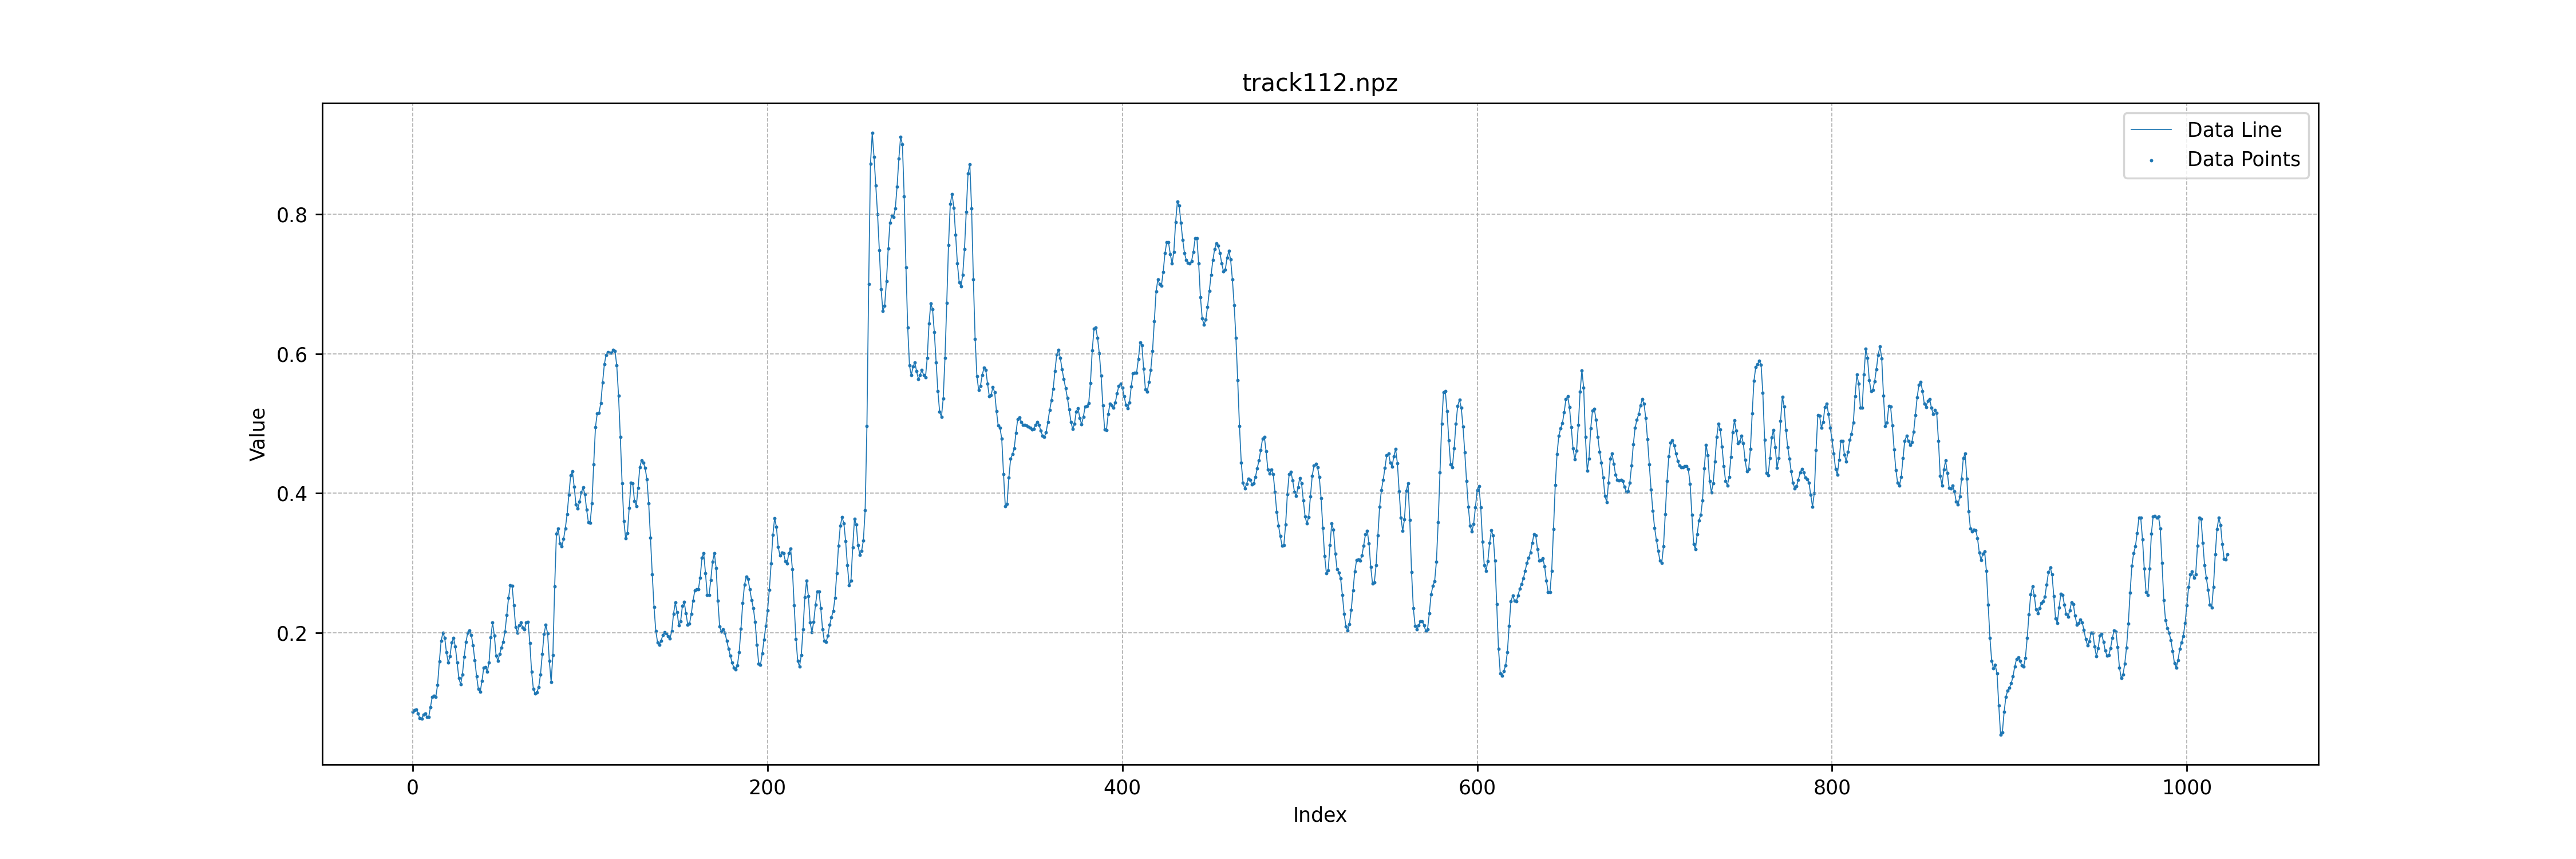 track112.npz
Data Line
Data Points
Value
0.8
0.6
0.4
0.2
0 200 400 600 800 1000
Index